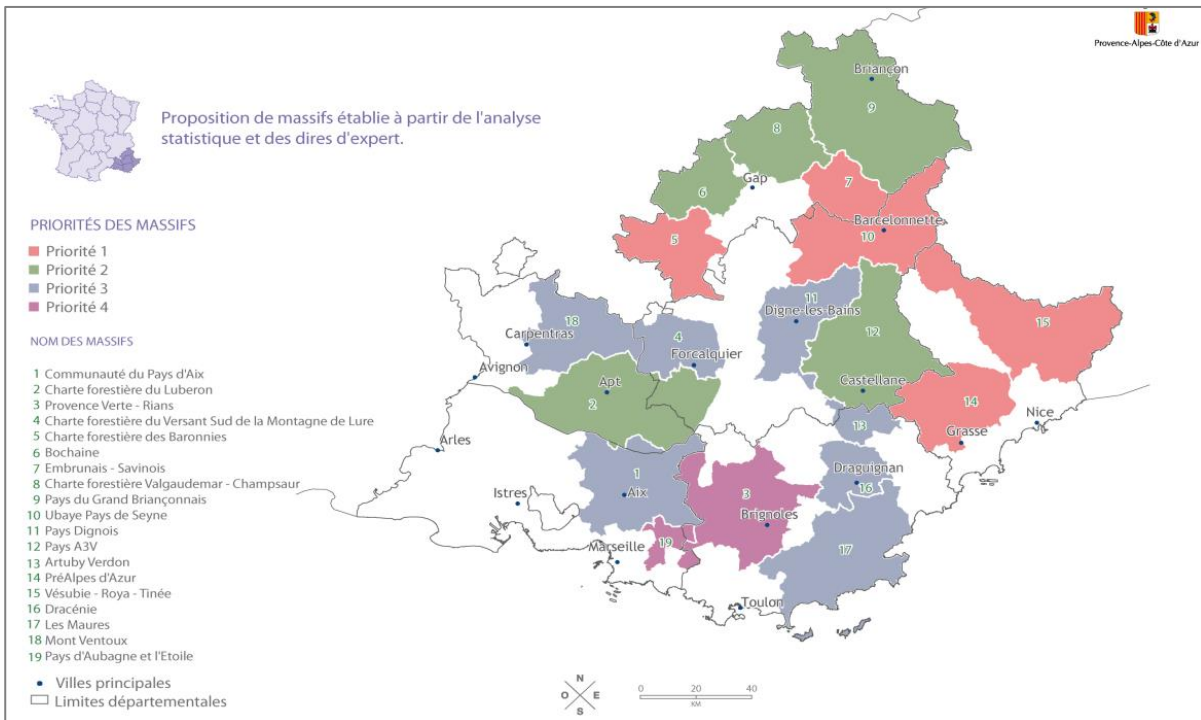 Provence-Alpes-Côte d'Azur
Proposition de massifs établie à partir de l'analyse
statistique et des dires d'expert.
PRIORITÉS DES MASSIFS
Priorité 1
Priorité 2
Priorité 3
Priorité 4
NOM DES MASSIFS
1 Communauté du Pays d'Aix
2 Charte forestière du Luberon
3 Provence Verte - Rians
4 Charte forestière du Versant Sud de la Montagne de Lure
5 Charte forestière des Baronnies
6 Bochaine
7 Embrunais - Savinois
8 Charte forestière Valgaudemar - Champsaur
9 Pays du Grand Briançonnais
10 Ubaye Pays de Seyne
11 Pays Dignois
12 Pays A3V
13 Artuby Verdon
14 PréAlpes d'Azur
15 Vésubie - Roya - Tinée
16 Dracénie
17 Les Maures
18 Mont Ventoux
19 Pays d'Aubagne et l'Etoile
Villes principales
Limites départementales
Briançon
9
8
Gap
6
7
Barcelonnette
10
5
11
Digne-les-Bains
15
18
Carpentras
4
Forcalquier
12
Avignon
Apt
2
Castellane
14
Nice
13
Grasse
Arles
1
Draguignan
16
Istres
Aix
3
Brignoles
19
Marseille
17
Toulon
N
O E
S
0 20 40
KM